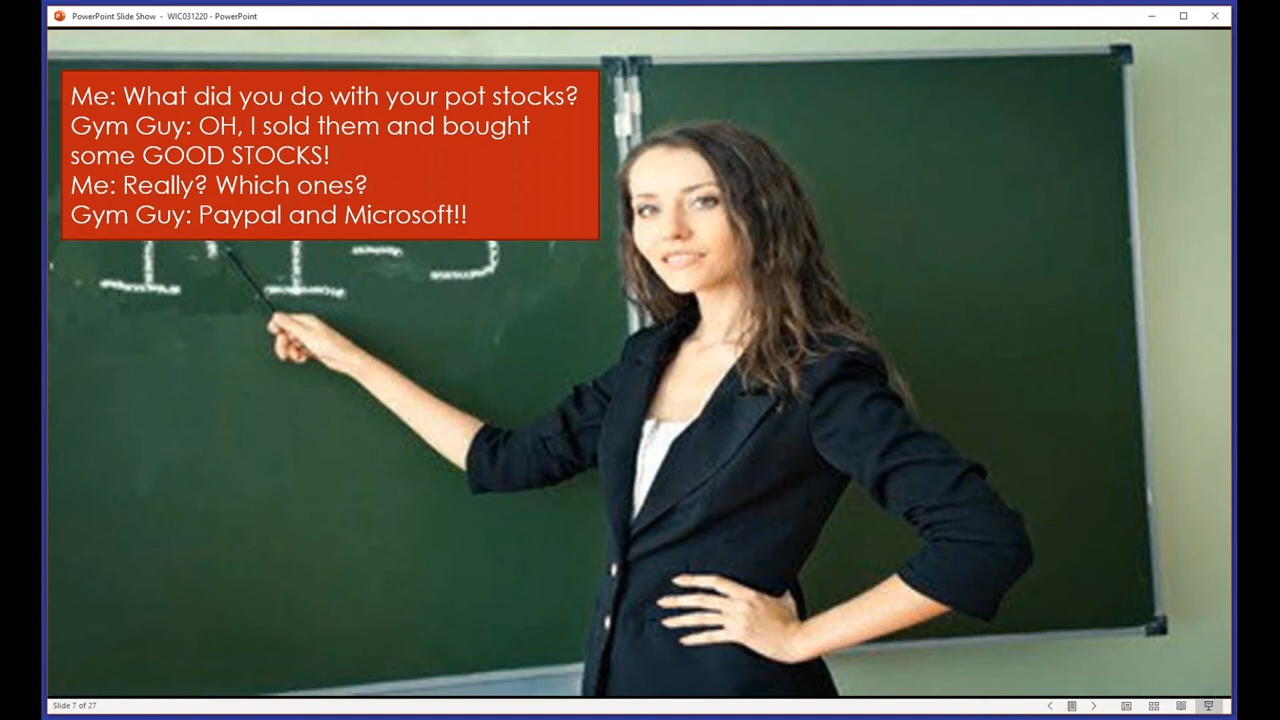 PowerPoint Slide Show - WIC031220 - PowerPoint
Me: What did you do with your pot stocks?
Gym Guy: OH, I sold them and bought
some GOOD STOCKS!
Me: Really? Which ones?
Gym Guy: Paypal and Microsoft!!
Slide 7 of 27